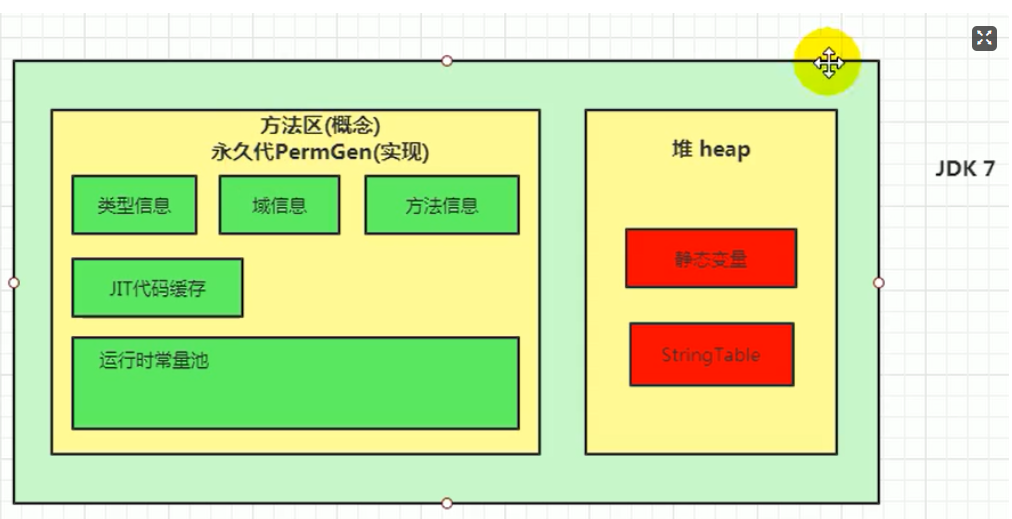 方法区(概念)
永久代PermGen(实现)
类型信息
域信息
方法信息
JIT代码缓存
运行时常量池
堆 heap
静态变量
StringTable
JDK 7